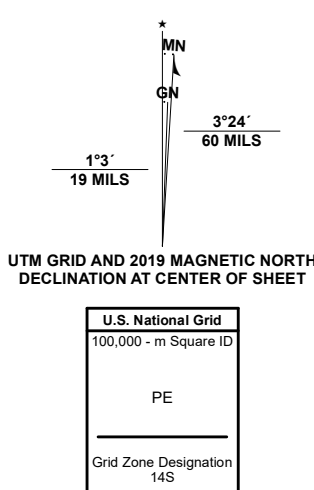 ★
MN
GN
3°24´
60 MILS
1°3´
19 MILS
UTM GRID AND 2019 MAGNETIC NORTH
DECLINATION AT CENTER OF SHEET
U.S. National Grid
100,000 - m Square ID
PE
Grid Zone Designation
14S